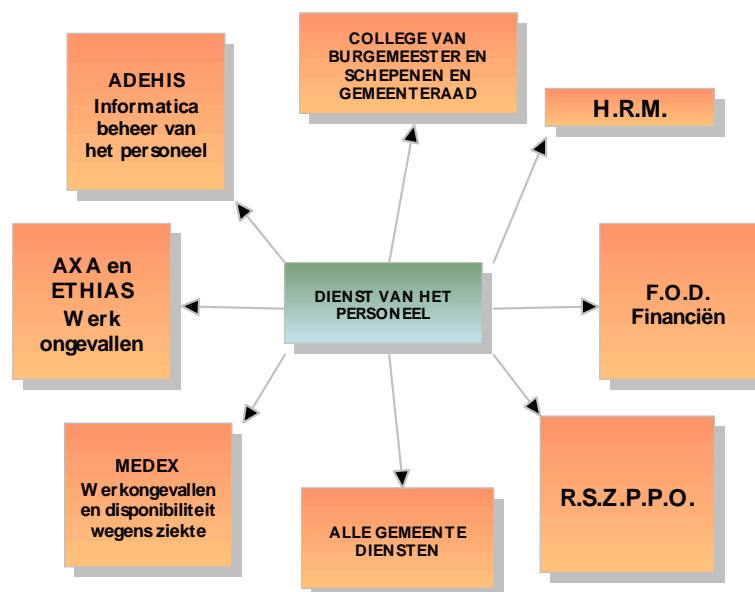 COLLEGE VAN
BURGEMEESTER EN
SCHEPENEN EN
GEMEENTERAAD
ADEHIS
Informatica
beheer van
het personeel
H.R.M.
AXA en
ETHIAS
Werk
ongevallen
DIENST VAN HET
PERSONEEL
F.O.D.
Financiën
MEDEX
Werkongevallen
en disponibiliteit
wegens ziekte
ALLE GEMEENTE
DIENSTEN
R.S.Z.P.P.O.